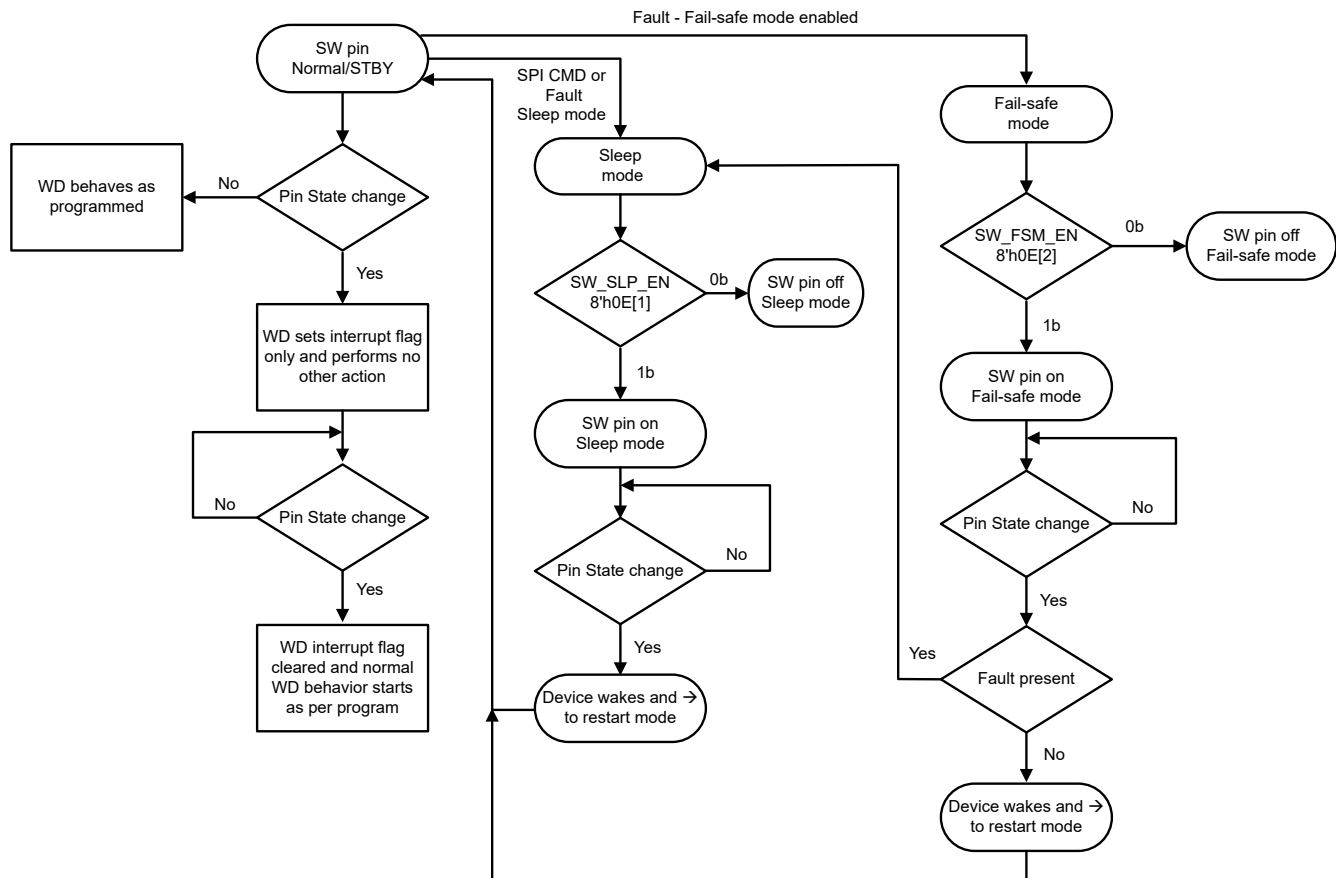 Fault - Fail-safe mode enabled
SW pin
Normal/STBY
SPI CMD or
Fault
Sleep mode
Pin State change
No
WD behaves as
programmed
Yes
WD sets interrupt flag
only and performs no
other action
No
Pin State change
Yes
WD interrupt flag
cleared and normal
WD behavior starts
as per program
Sleep
mode
SW_SLP_EN
8'h0E[1]
0b
SW pin off
Sleep mode
1b
SW pin on
Sleep mode
Pin State change
No
Yes
Device wakes and →
to restart mode
Fail-safe
mode
SW_FSM_EN
8'h0E[2]
0b
SW pin off
Fail-safe mode
1b
SW pin on
Fail-safe mode
Pin State change
No
Yes
Fault present
Yes
No
Device wakes and →
to restart mode